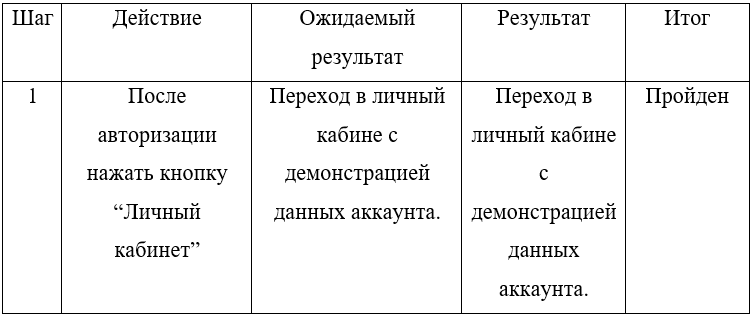 Шаг
Действие
Ожидаемый
результат
Результат
Итог
1
После
авторизации
нажать кнопку
“Личный
кабинет”
Переход в личный
кабине с
демонстрацией
данных аккаунта.
Переход в
личный кабине
с
демонстрацией
данных
аккаунта.
Пройден